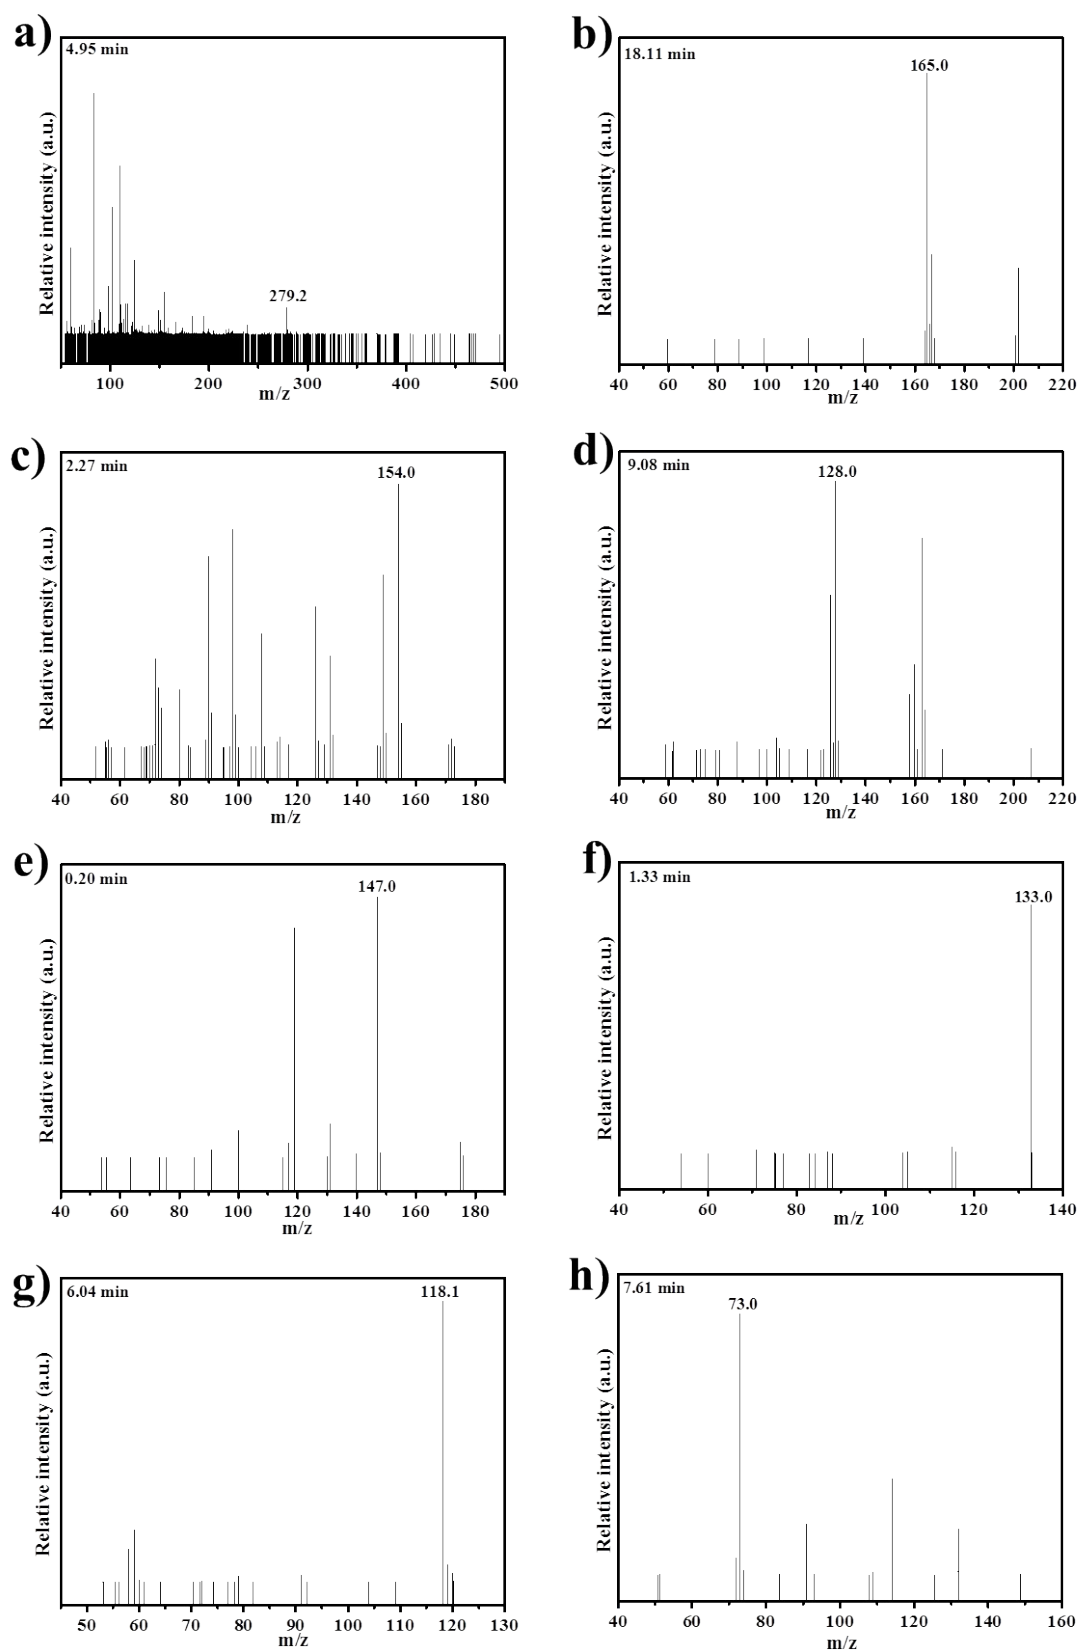 a)
4.95 min
279.2
Relative intensity (a.u.)
100 200 300 400 500
m/z
b)
18.11 min
165.0
Relative intensity (a.u.)
40 60 80 100 120 140 160 180 200 220
m/z
c)
2.27 min
154.0
Relative intensity (a.u.)
40 60 80 100 120 140 160 180
m/z
d)
9.08 min
128.0
Relative intensity (a.u.)
40 60 80 100 120 140 160 180 200 220
m/z
e)
0.20 min
147.0
Relative intensity (a.u.)
40 60 80 100 120 140 160 180
m/z
f)
1.33 min
133.0
Relative intensity (a.u.)
40 60 80 100 120 140
m/z
g)
6.04 min
118.1
Relative intensity (a.u.)
50 60 70 80 90 100 110 120 130
m/z
h)
7.61 min
73.0
Relative intensity (a.u.)
40 60 80 100 120 140 160
m/z